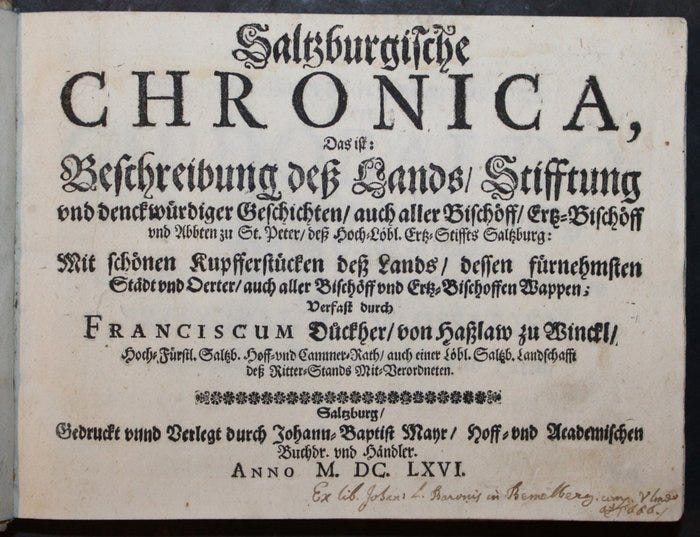 Saltzburgische
CHRONICA,
Das ist:
Beschreibung deß Lands/ Stifftung
vnd denckwürdiger Geschichten/ auch aller Bischöff/ Ertz-Bischöff
vnd Abbten zu St. Peter/ deß Hoch-Löbl. Ertz-Stiffts Saltzburg:
Mit schönen Kupfferstücken deß Lands/ dessen fürnehmsten
Städt vnd Oerter/ auch aller Bischöff vnd Ertz-Bischoffen Wappen;
Verfast durch
FRANCISCUM Dückher/ von Haßlaw zu Winckl/
Hoch-Fürstl. Saltzb. Hoff-vnd Cammer-Rath/ auch einer Löbl. Saltzb. Landschafft
deß Ritter-Stands Mit-Verordneten.
Saltzburg/
Gedruckt vnnd Verlegt durch Johann-Baptist Mayr/ Hoff-vnd Academischen
Buchdr. vnd Händler.
ANNO M. DC. LXVI.
Ex lib. Johan: L. Baronis in Bemelberg.